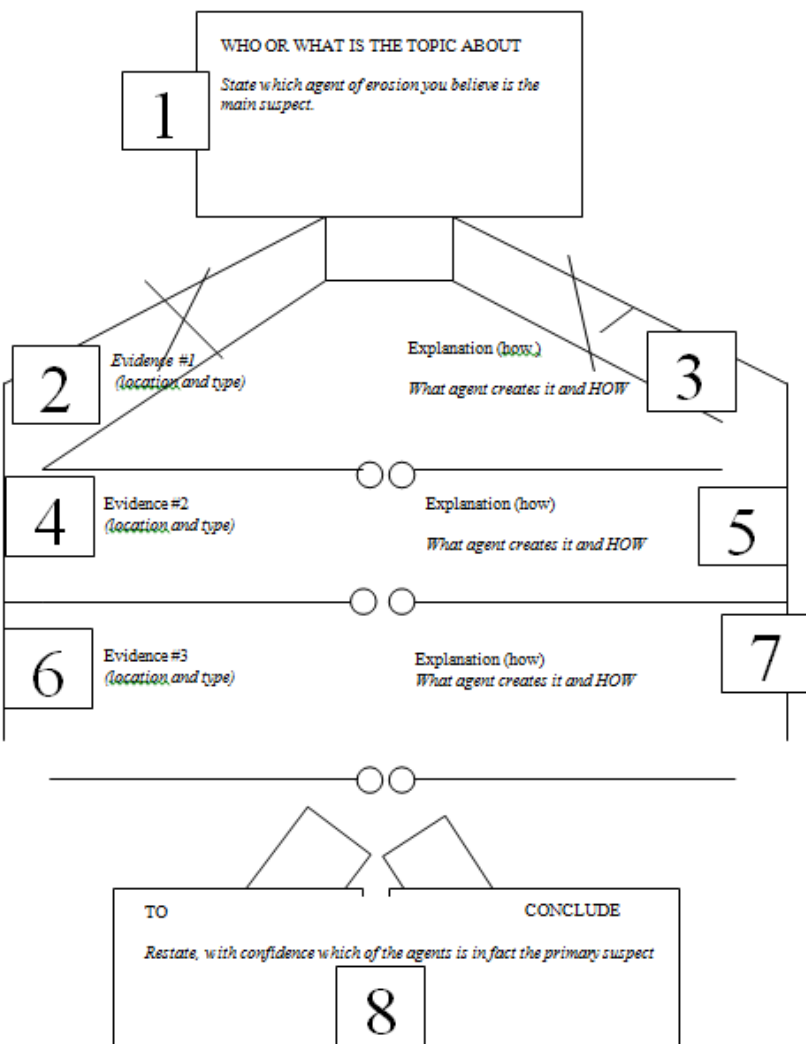 WHO OR WHAT IS THE TOPIC ABOUT
State which agent of erosion you believe is the
main suspect.
1
2
Evidence #1
(location and type)
Explanation (how )
What agent creates it and HOW
3
4
Evidence #2
(location and type)
Explanation (how)
What agent creates it and HOW
5
6
Evidence #3
(location and type)
Explanation (how)
What agent creates it and HOW
7
TO CONCLUDE
Restate, with confidence which of the agents is in fact the primary suspect
8